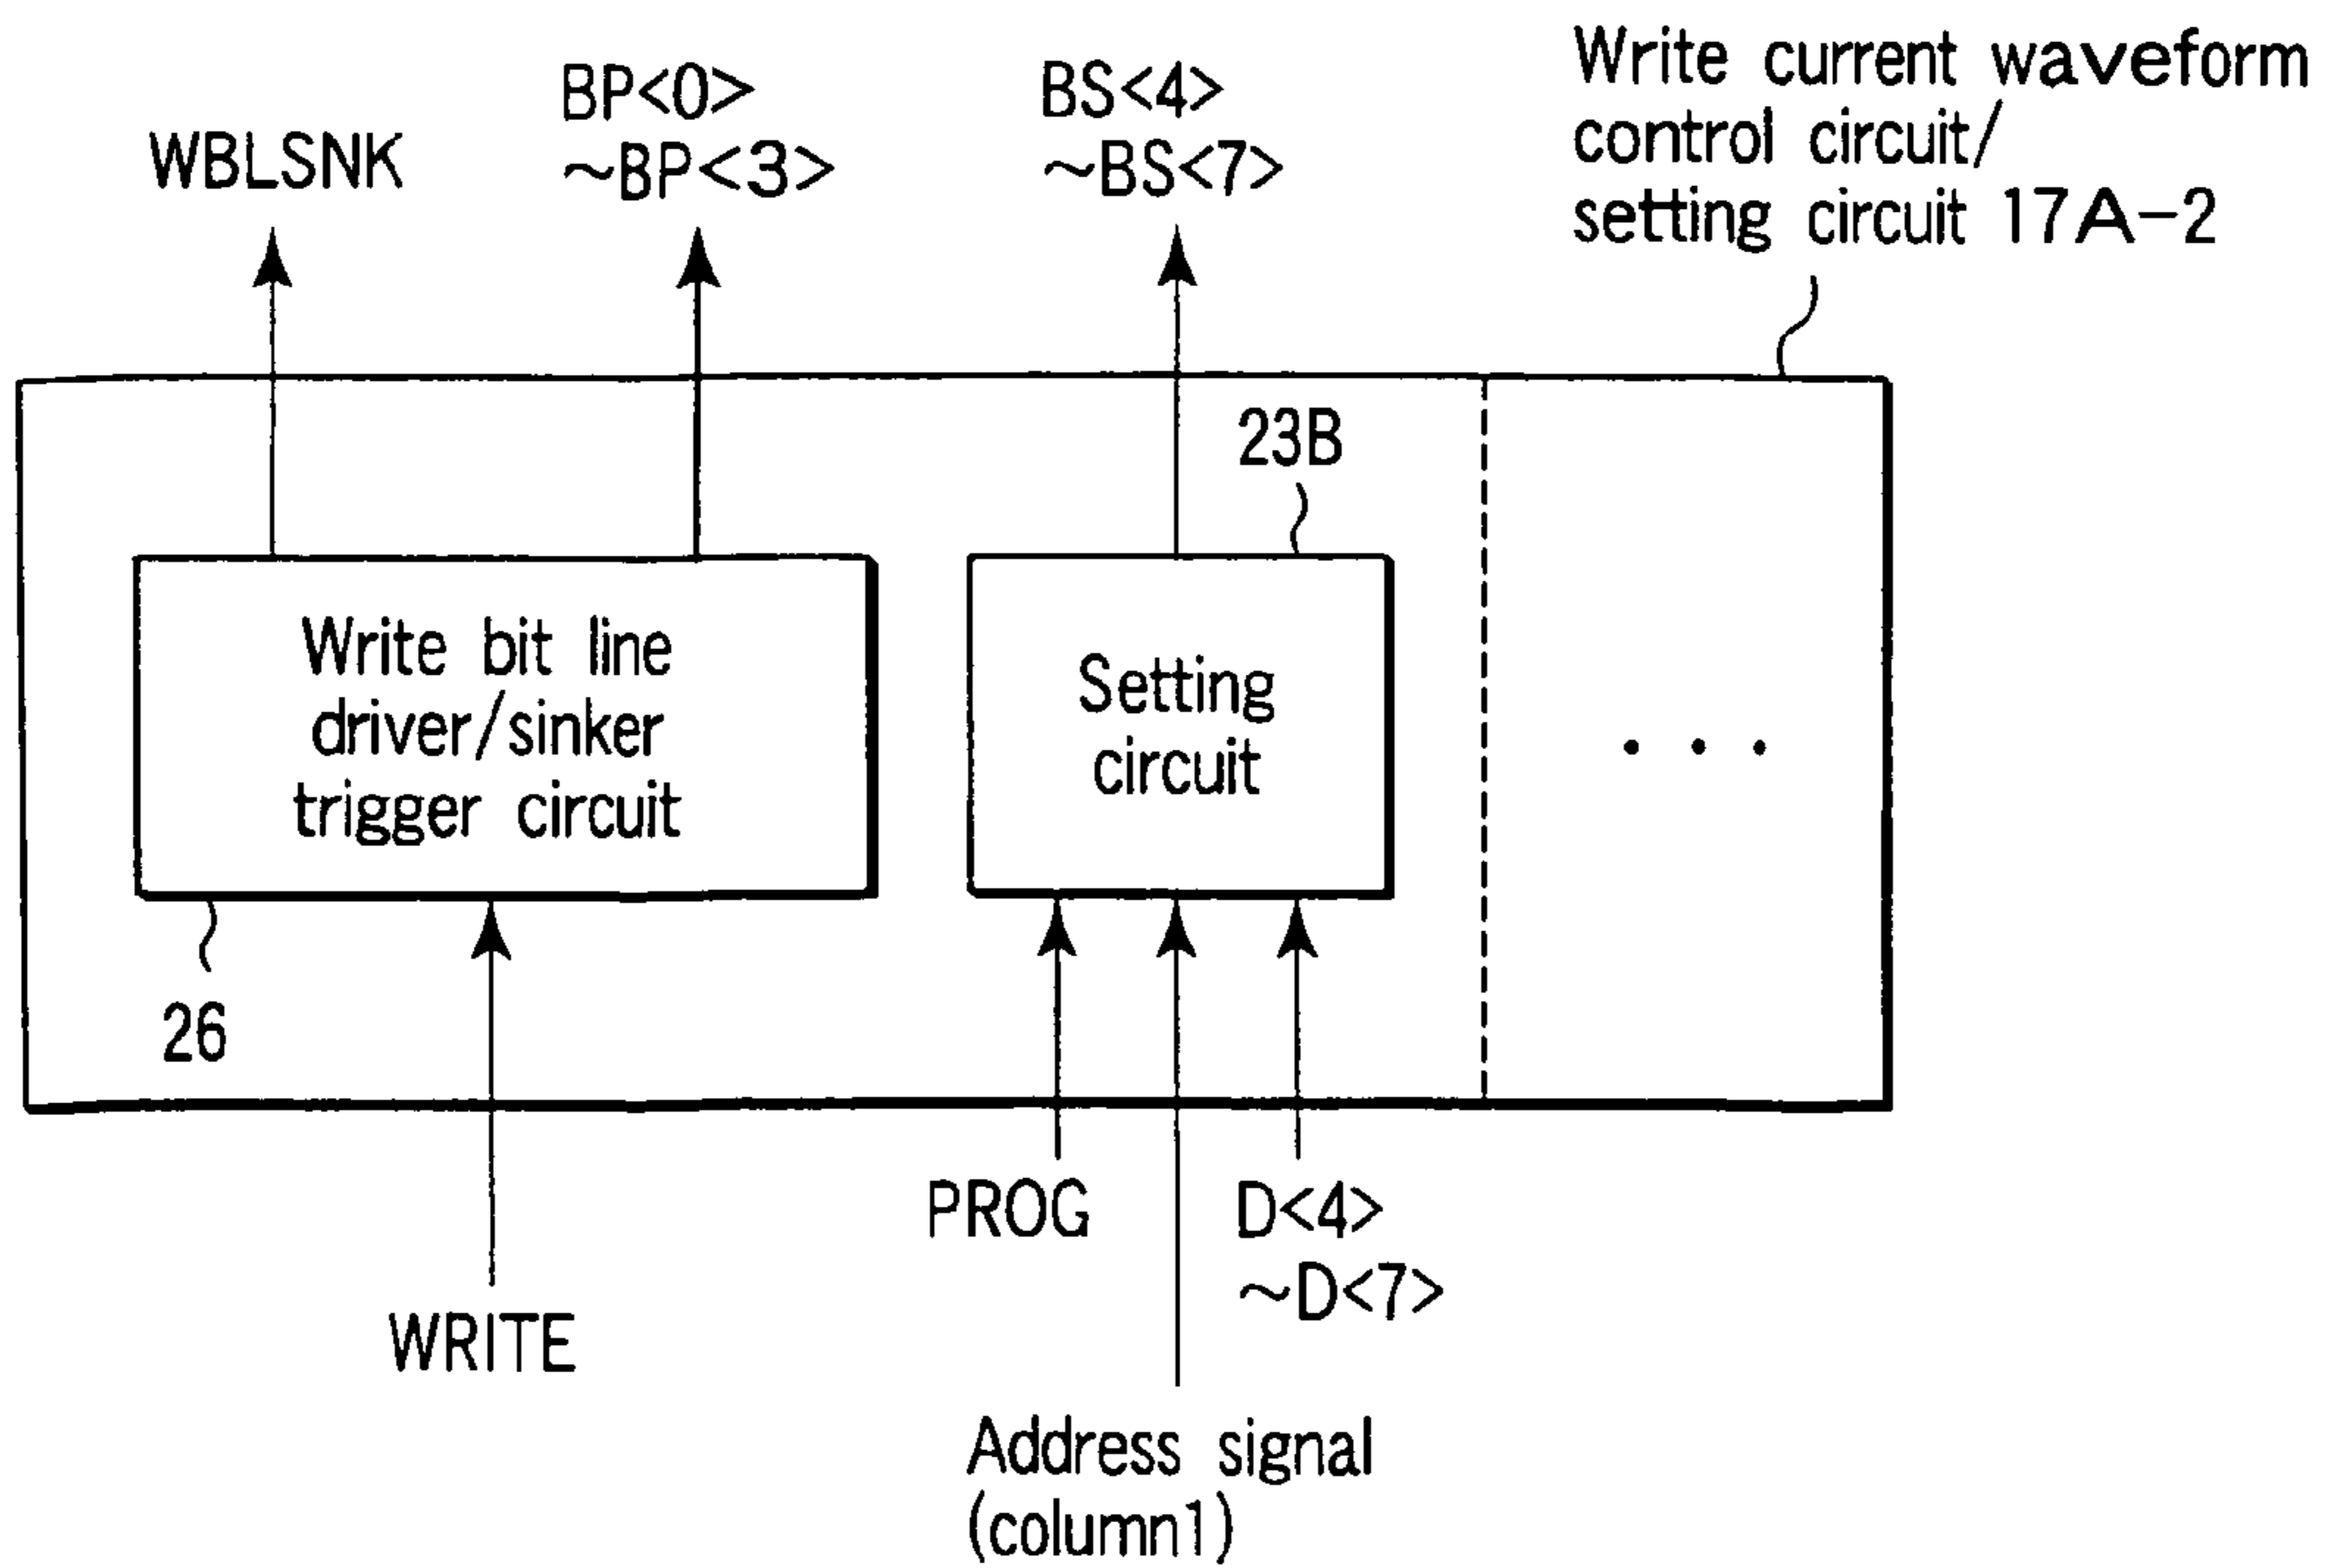 WBLSNK
BP<0>
~BP<3>
BS<4>
~BS<7>
Write current waveform
control circuit/
setting circuit 17A-2
23B
Write bit line
driver/sinker
trigger circuit
Setting
circuit
• • •
26
WRITE
PROG
D<4>
~D<7>
Address signal
(column1)